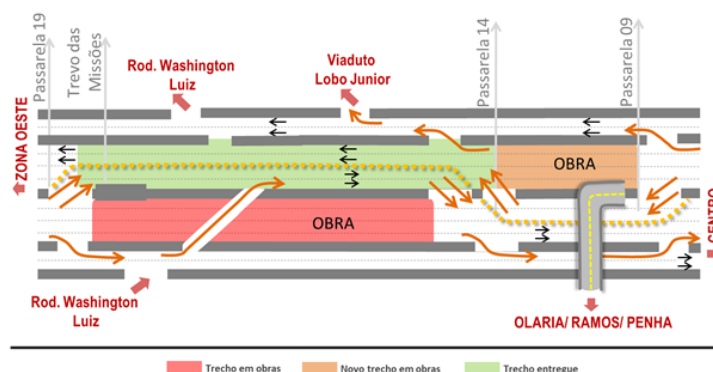 Passarela 19
Trevo das
Missões
Rod. Washington
Luiz
Viaduto
Lobo Junior
Passarela 14
Passarela 09
ZONA OESTE
OBRA
OBRA
CENTRO
Rod. Washington
Luiz
OLARIA/ RAMOS/ PENHA
Trecho em obras
Novo trecho em obras
Trecho entregue